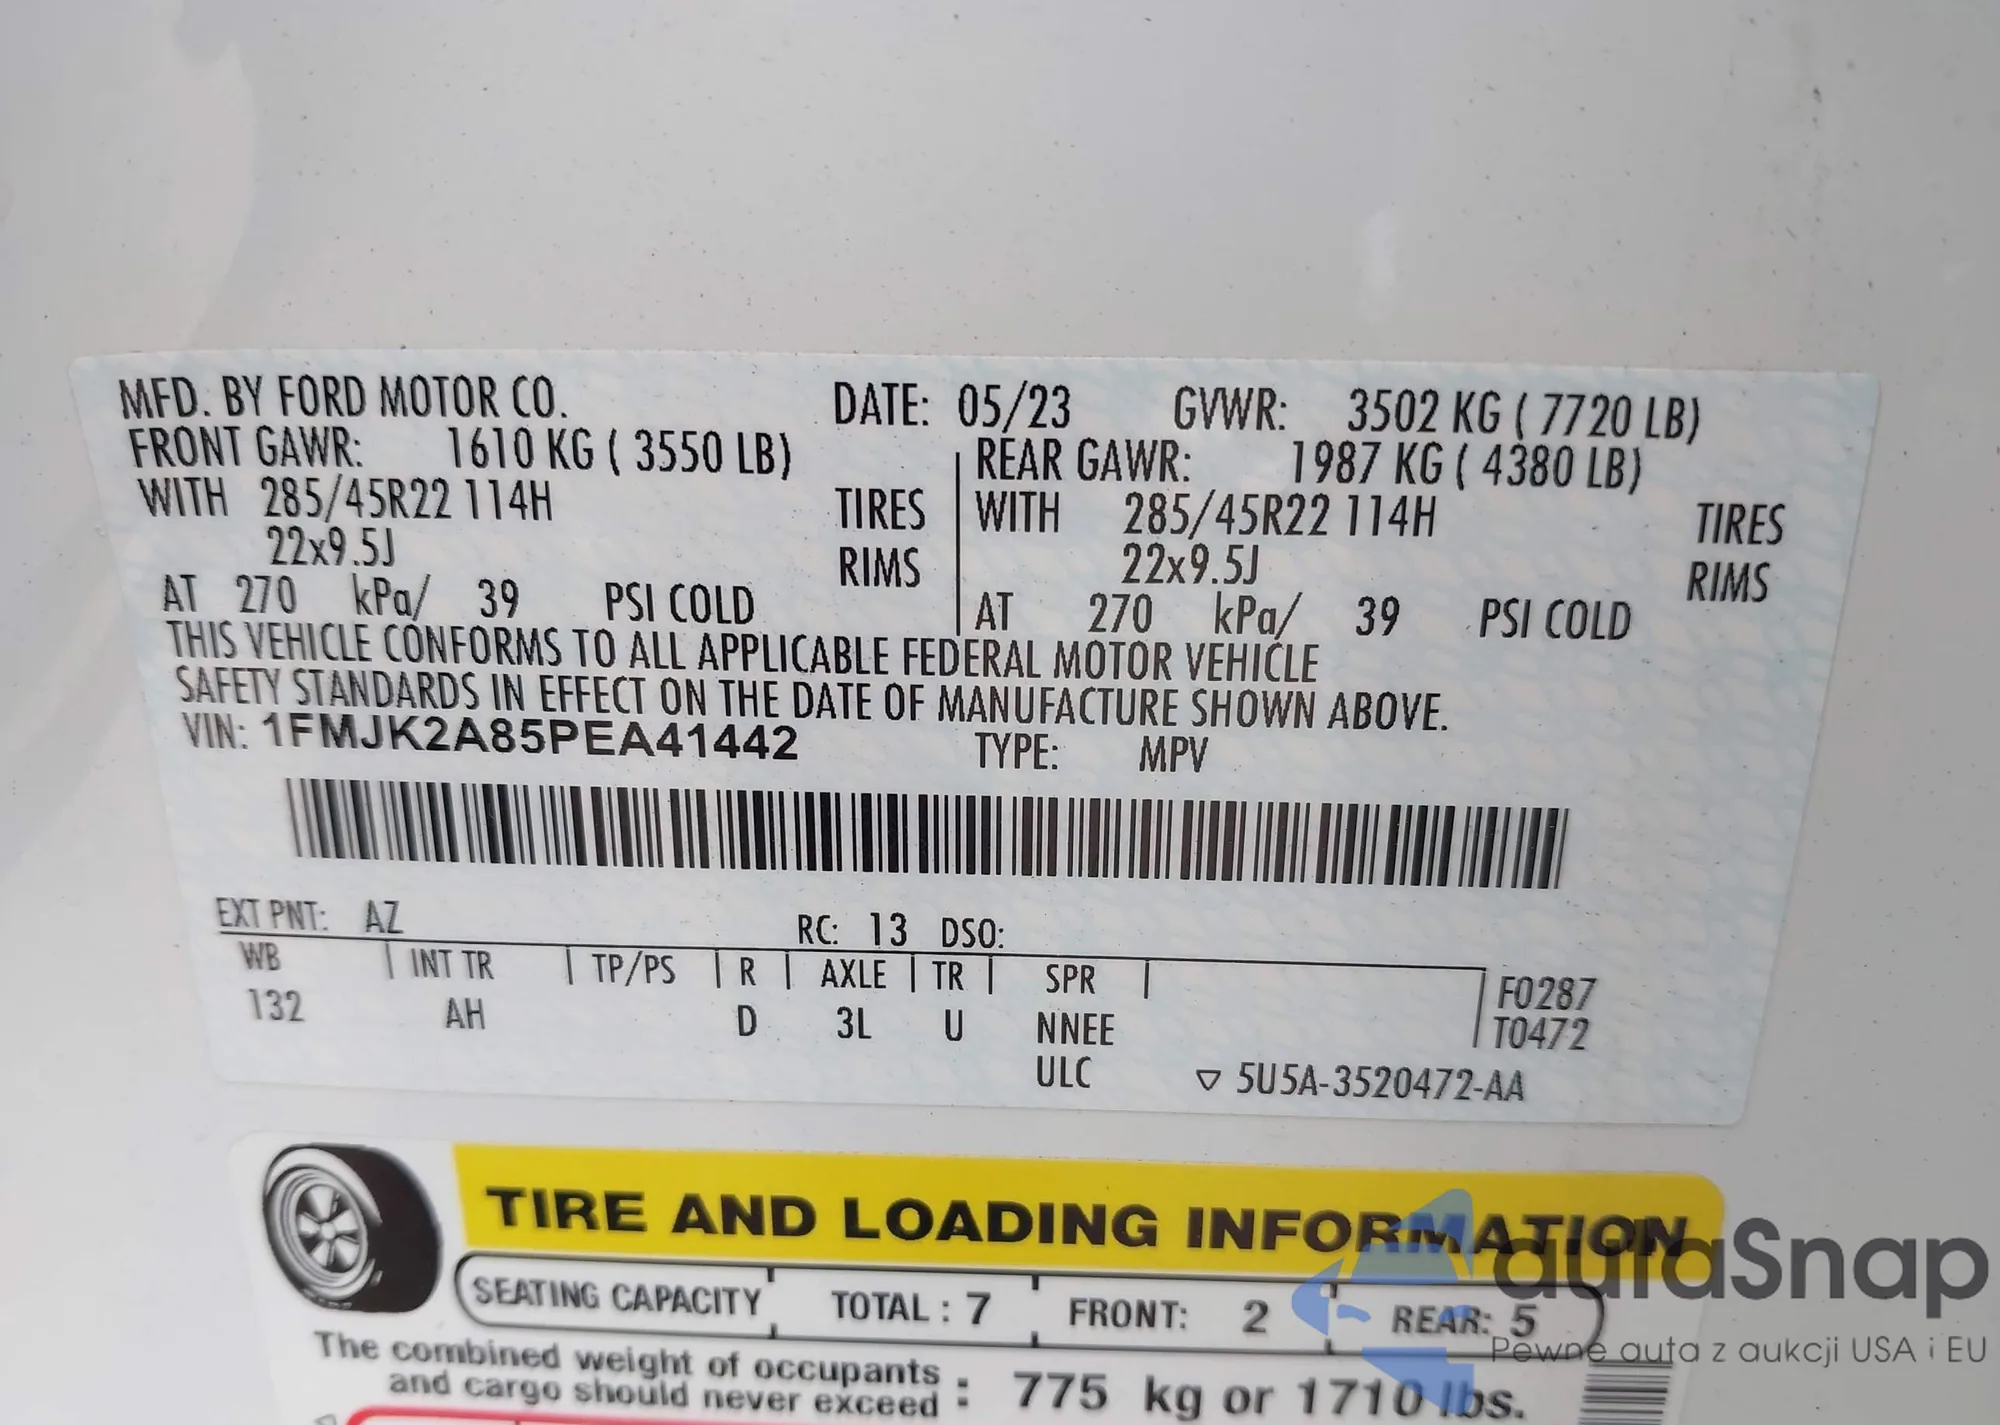 MFD. BY FORD MOTOR CO. DATE: 05/23 GVWR: 3502 KG ( 7720 LB)
FRONT GAWR: 1610 KG ( 3550 LB) REAR GAWR: 1987 KG ( 4380 LB)
WITH 285/45R22 114H TIRES WITH 285/45R22 114H TIRES
22x9.5J RIMS 22x9.5J RIMS
AT 270 kPa/ 39 PSI COLD AT 270 kPa/ 39 PSI COLD
THIS VEHICLE CONFORMS TO ALL APPLICABLE FEDERAL MOTOR VEHICLE
SAFETY STANDARDS IN EFFECT ON THE DATE OF MANUFACTURE SHOWN ABOVE.
VIN: 1FMJK2A85PEA41442 TYPE: MPV
EXT PNT: AZ RC: 13 DSO:
WB INT TR TP/PS R AXLE TR SPR F0287
132 AH D 3L U NNEE T0472
ULC 5U5A-3520472-AA
TIRE AND LOADING INFORMATION
SEATING CAPACITY TOTAL : 7 FRONT: 2 REAR: 5
The combined weight of occupants
and cargo should never exceed : 775 kg or 1710 lbs.
autaSnap
Pewne auta z aukcji USA i EU